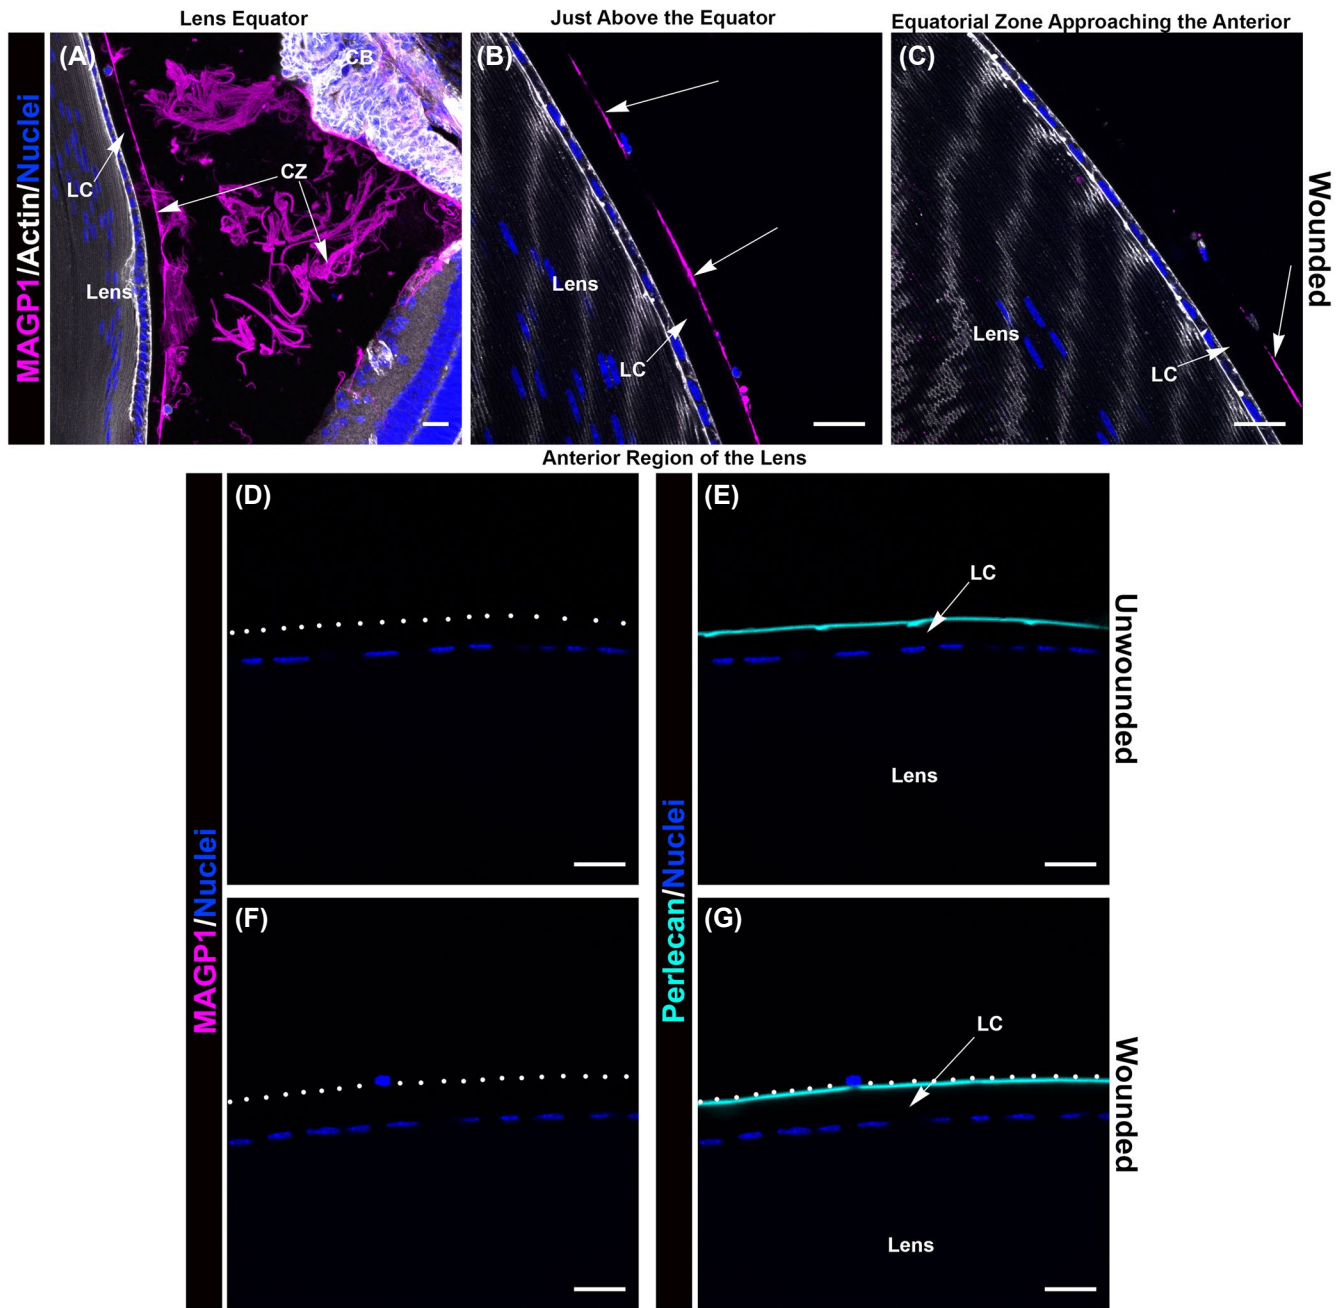 Lens Equator
Just Above the Equator
Equatorial Zone Approaching the Anterior
MAGP1/Actin/Nuclei
(A)
CB
LC
CZ
Lens
(B)
Lens
LC
(C)
Lens
LC
Wounded
Anterior Region of the Lens
MAGP1/Nuclei
(D)
Perlecan/Nuclei
(E)
LC
Lens
Unwounded
(F)
(G)
LC
Lens
Wounded